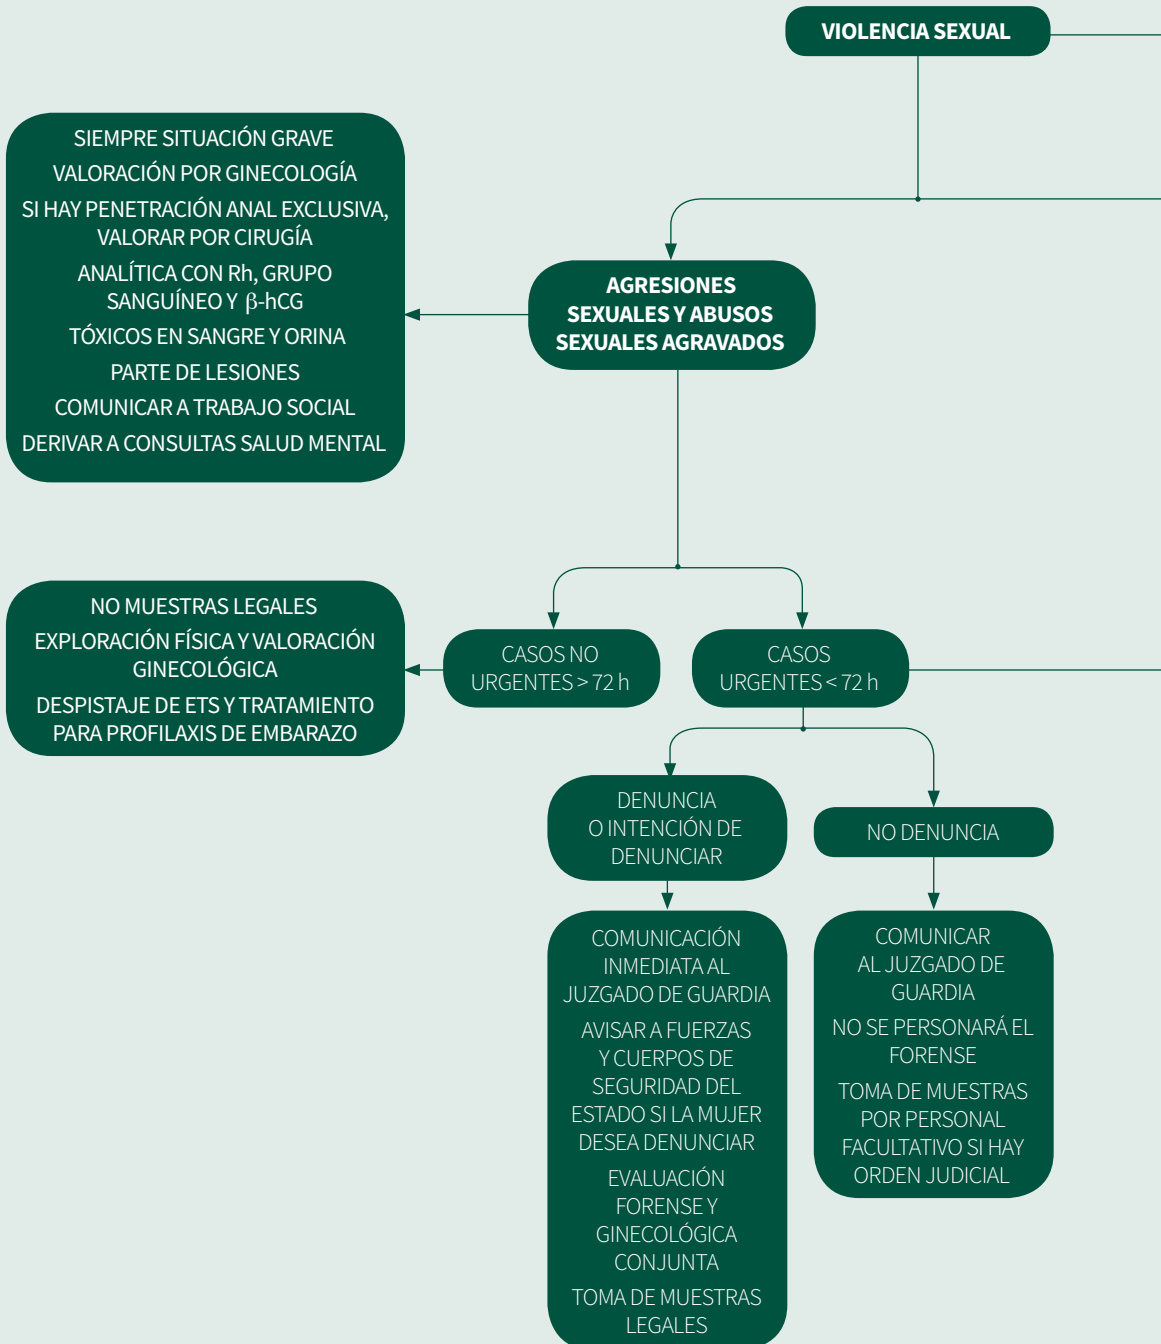 VIOLENCIA SEXUAL
SIEMPRE SITUACIÓN GRAVE
VALORACIÓN POR GINECOLOGÍA
SI HAY PENETRACIÓN ANAL EXCLUSIVA,
VALORAR POR CIRUGÍA
ANALÍTICA CON Rh, GRUPO
SANGUÍNEO Y β-hCG
TÓXICOS EN SANGRE Y ORINA
PARTE DE LESIONES
COMUNICAR A TRABAJO SOCIAL
DERIVAR A CONSULTAS SALUD MENTAL
AGRESIONES
SEXUALES Y ABUSOS
SEXUALES AGRAVADOS
NO MUESTRAS LEGALES
EXPLORACIÓN FÍSICA Y VALORACIÓN
GINECOLÓGICA
DESPISTAJE DE ETS Y TRATAMIENTO
PARA PROFILAXIS DE EMBARAZO
CASOS NO
URGENTES > 72 h
CASOS
URGENTES < 72 h
DENUNCIA
O INTENCIÓN DE
DENUNCIAR
NO DENUNCIA
COMUNICACIÓN
INMEDIATA AL
JUZGADO DE GUARDIA
AVISAR A FUERZAS
Y CUERPOS DE
SEGURIDAD DEL
ESTADO SI LA MUJER
DESEA DENUNCIAR
EVALUACIÓN
FORENSE Y
GINECOLÓGICA
CONJUNTA
TOMA DE MUESTRAS
LEGALES
COMUNICAR
AL JUZGADO DE
GUARDIA
NO SE PERSONARÁ EL
FORENSE
TOMA DE MUESTRAS
POR PERSONAL
FACULTATIVO SI HAY
ORDEN JUDICIAL